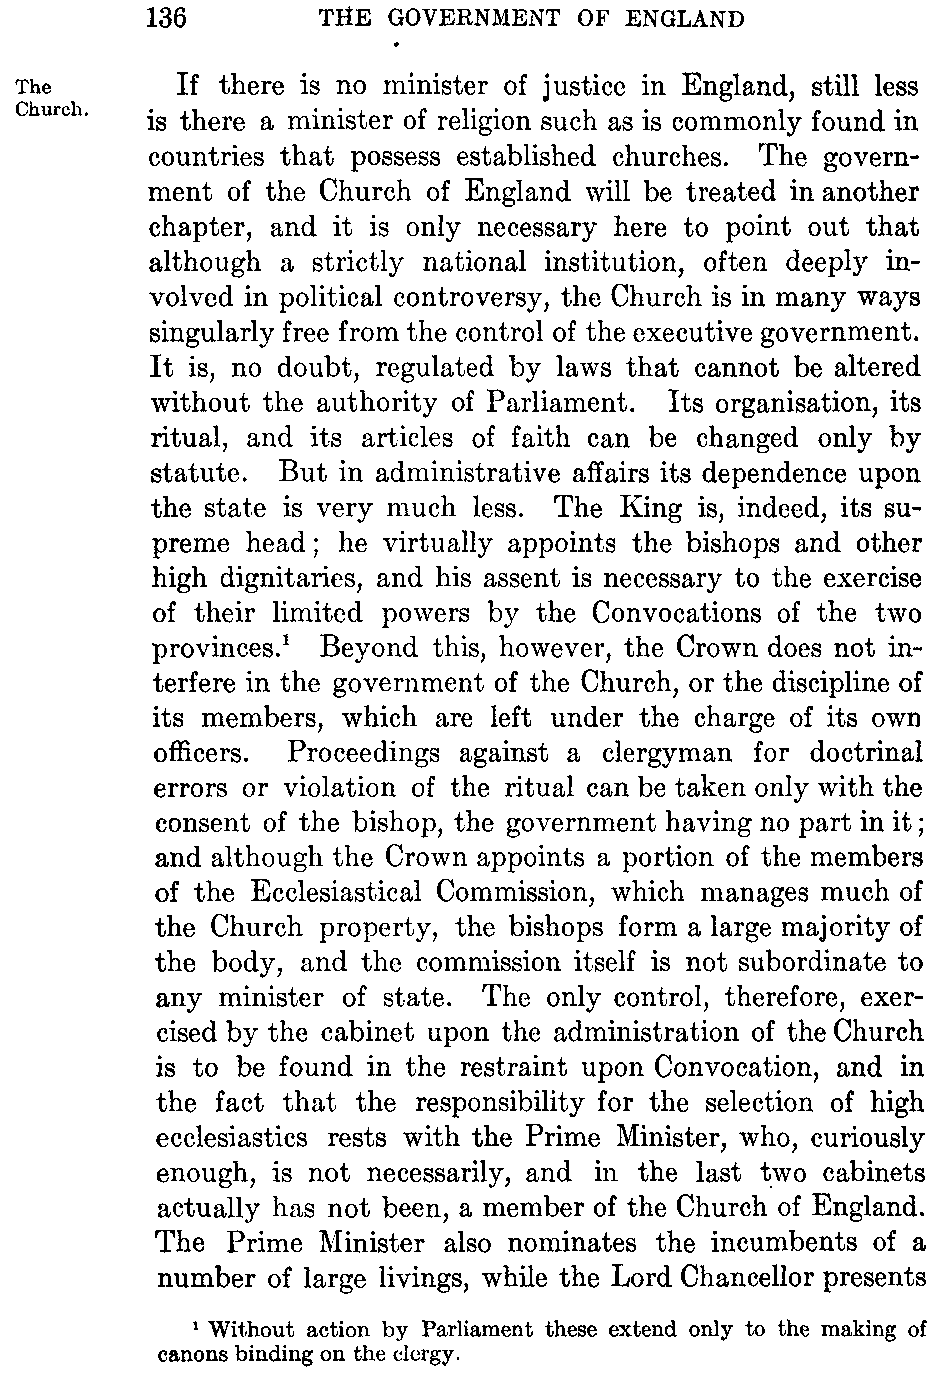 136 THE GOVERNMENT OF ENGLAND
The
Church.
If there is no minister of justice in England, still less
is there a minister of religion such as is commonly found in
countries that possess established churches. The govern-
ment of the Church of England will be treated in another
chapter, and it is only necessary here to point out that
although a strictly national institution, often deeply in-
volved in political controversy, the Church is in many ways
singularly free from the control of the executive government.
It is, no doubt, regulated by laws that cannot be altered
without the authority of Parliament. Its organisation, its
ritual, and its articles of faith can be changed only by
statute. But in administrative affairs its dependence upon
the state is very much less. The King is, indeed, its su-
preme head; he virtually appoints the bishops and other
high dignitaries, and his assent is necessary to the exercise
of their limited powers by the Convocations of the two
provinces.¹ Beyond this, however, the Crown does not in-
terfere in the government of the Church, or the discipline of
its members, which are left under the charge of its own
officers. Proceedings against a clergyman for doctrinal
errors or violation of the ritual can be taken only with the
consent of the bishop, the government having no part in it;
and although the Crown appoints a portion of the members
of the Ecclesiastical Commission, which manages much of
the Church property, the bishops form a large majority of
the body, and the commission itself is not subordinate to
any minister of state. The only control, therefore, exer-
cised by the cabinet upon the administration of the Church
is to be found in the restraint upon Convocation, and in
the fact that the responsibility for the selection of high
ecclesiastics rests with the Prime Minister, who, curiously
enough, is not necessarily, and in the last two cabinets
actually has not been, a member of the Church of England.
The Prime Minister also nominates the incumbents of a
number of large livings, while the Lord Chancellor presents
¹ Without action by Parliament these extend only to the making of
canons binding on the clergy.